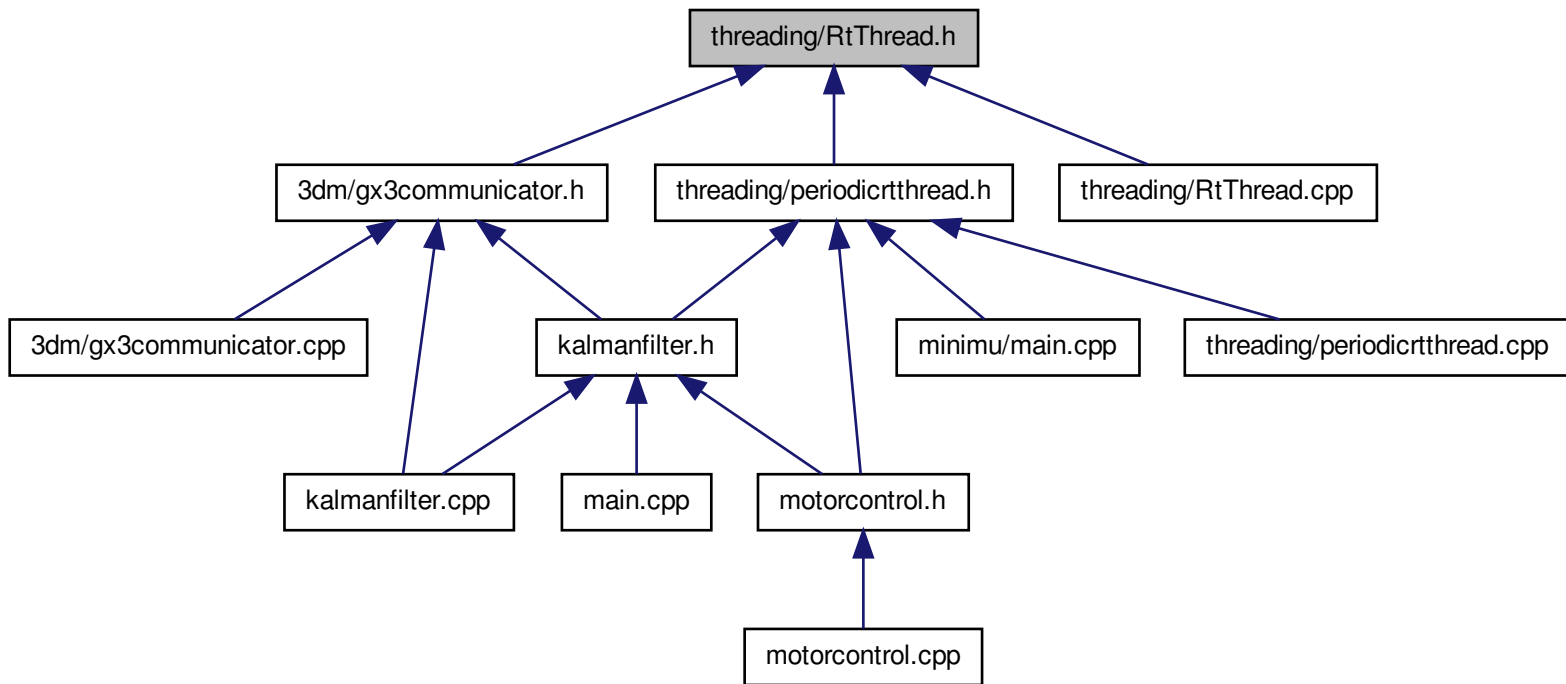 threading/RtThread.h
3dm/gx3communicator.h
threading/periodicrtthread.h
threading/RtThread.cpp
3dm/gx3communicator.cpp
kalmanfilter.h
minimu/main.cpp
threading/periodicrtthread.cpp
kalmanfilter.cpp
main.cpp
motorcontrol.h
motorcontrol.cpp